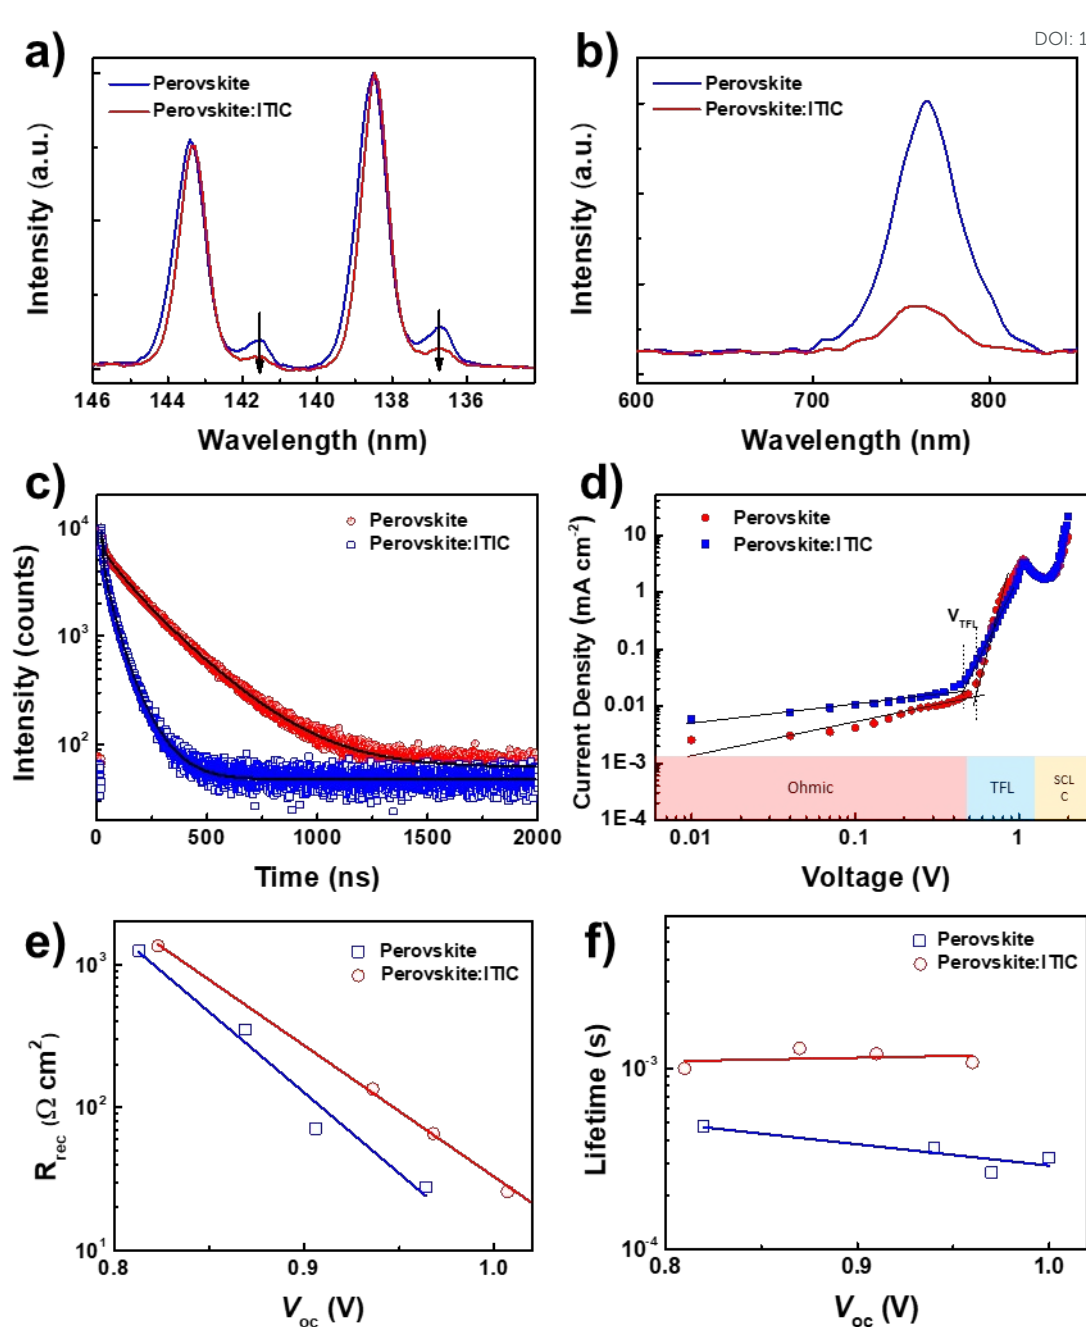 DOI: 1
a)
Perovskite
Perovskite:ITIC
Intensity (a.u.)
146 144 142 140 138 136
Wavelength (nm)
b)
Perovskite
Perovskite:ITIC
Intensity (a.u.)
600 700 800
Wavelength (nm)
c)
Perovskite
Perovskite:ITIC
Intensity (counts)
10^4
10^3
10^2
0 500 1000 1500 2000
Time (ns)
d)
Perovskite
Perovskite:ITIC
Current Density (mA cm^-2)
10
1
0.1
0.01
1E-3
1E-4
V_TFL
Ohmic
TFL
SCL
C
0.01 0.1 1
Voltage (V)
e)
Perovskite
Perovskite:ITIC
R_rec (Ω cm^2)
10^3
10^2
10^1
0.8 0.9 1.0
V_oc (V)
f)
Perovskite
Perovskite:ITIC
Lifetime (s)
10^-3
10^-4
0.8 0.9 1.0
V_oc (V)